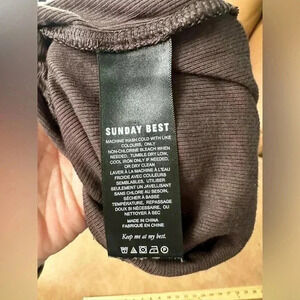 SUNDAY BEST
MACHINE WASH COLD WITH LIKE
COLOURS, ONLY
NON-CHLORINE BLEACH WHEN
NEEDED, TUMBLE DRY LOW,
COOL IRON IF NEEDED
OR DRY CLEAN
LAVER À LA MACHINE À L'EAU
FROIDE AVEC COULEURS
SEMBLABLES, UTILISER
SEULEMENT UN JAVELLISANT
SANS CHLORE AU BESOIN,
SÉCHER À BASSE
TEMPÉRATURE, REPASSAGE
DOUX SI NÉCESSAIRE, OU
NETTOYER À SEC
MADE IN CHINA
FABRIQUÉ EN CHINE
Keep me at my best.